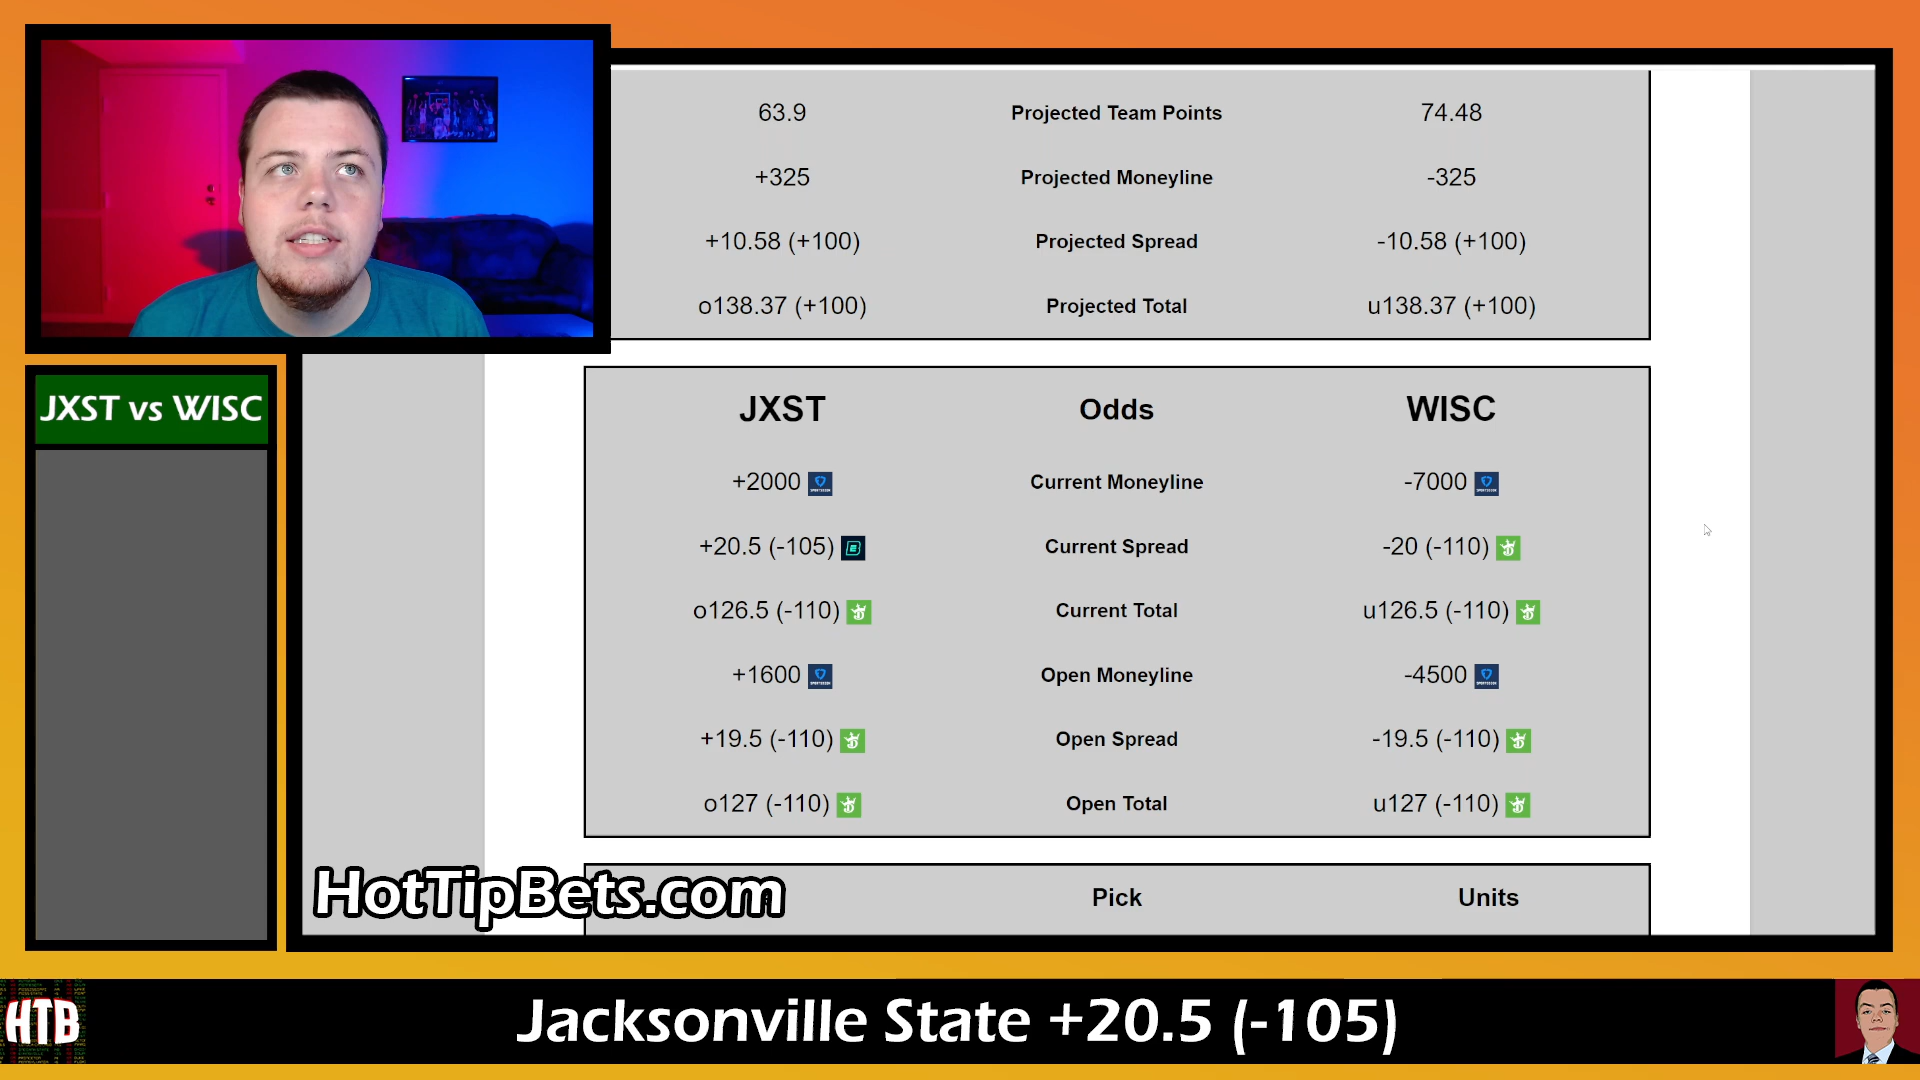 63.9 Projected Team Points 74.48
+325 Projected Moneyline -325
+10.58 (+100) Projected Spread -10.58 (+100)
o138.37 (+100) Projected Total u138.37 (+100)
JXST vs WISC
JXST Odds WISC
+2000 Current Moneyline -7000
+20.5 (-105) Current Spread -20 (-110)
o126.5 (-110) Current Total u126.5 (-110)
+1600 Open Moneyline -4500
+19.5 (-110) Open Spread -19.5 (-110)
o127 (-110) Open Total u127 (-110)
HotTipBets.com
Pick Units
HTB
Jacksonville State +20.5 (-105)